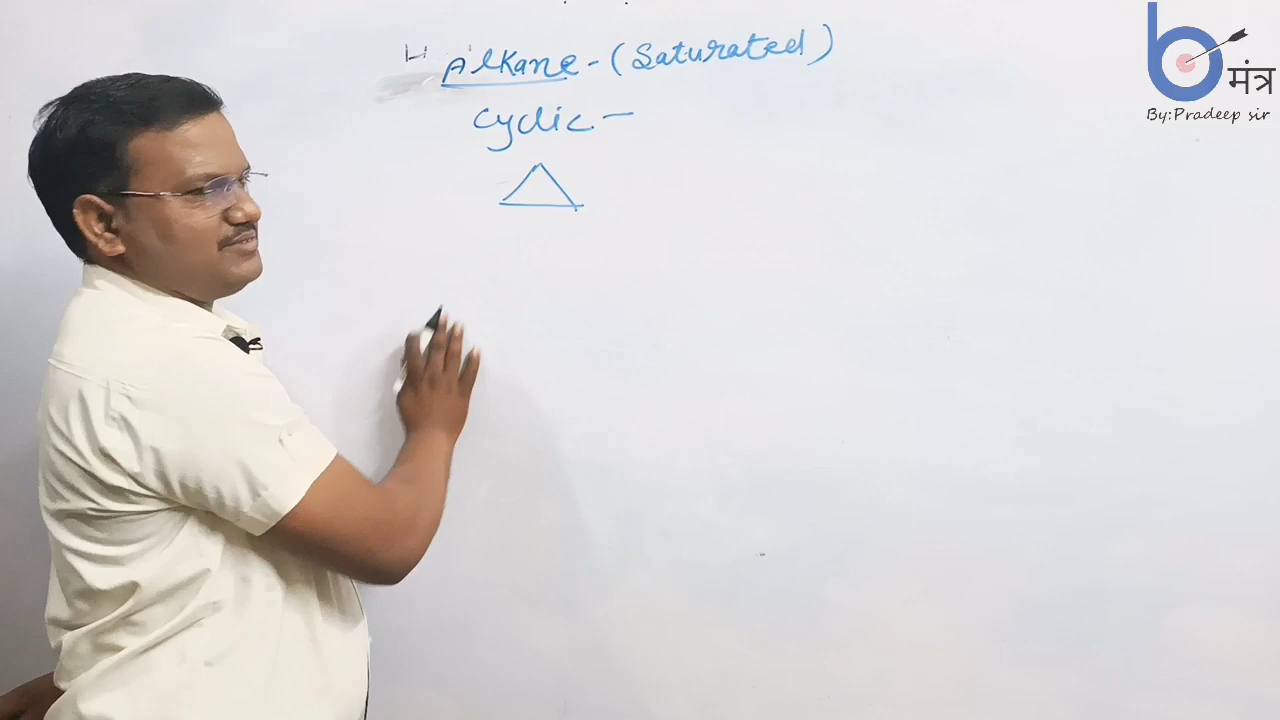 Alkane - (Saturated)
Cyclic -
b मंत्र
By:Pradeep sir